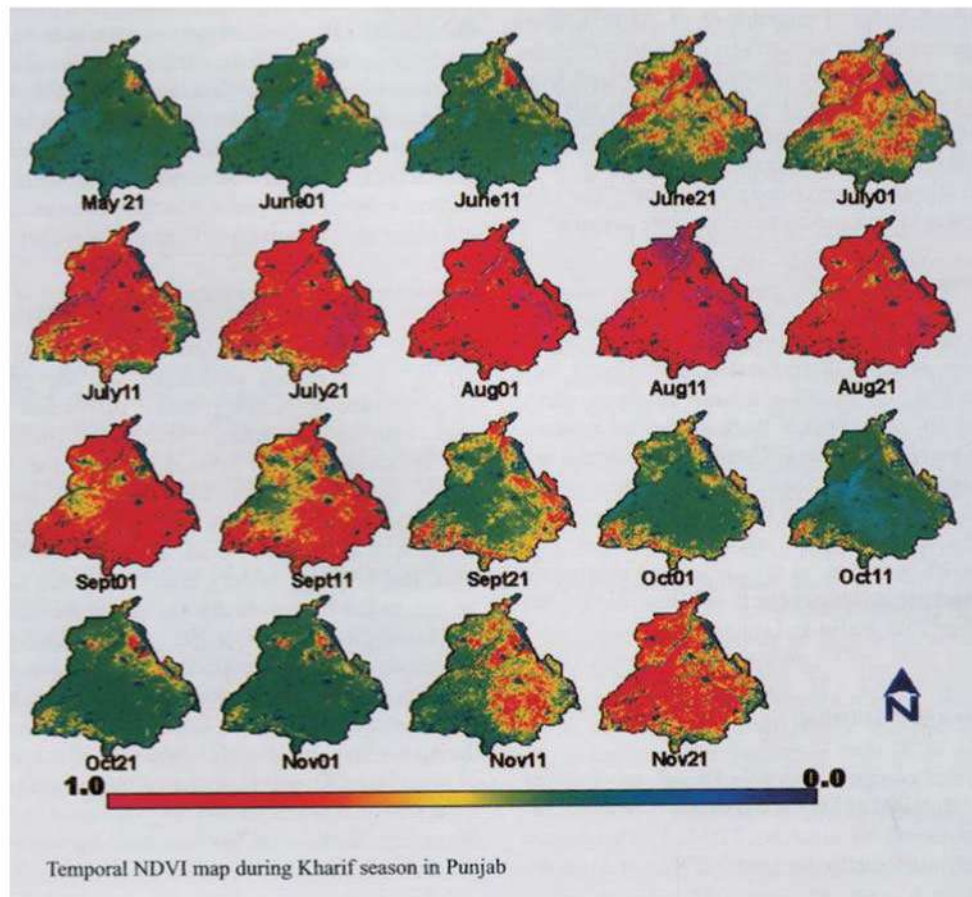 May 21 June01 June11 June21 July01
July11 July21 Aug01 Aug11 Aug21
Sept01 Sept11 Sept21 Oct01 Oct11
Oct21 Nov01 Nov11 Nov21
N
1.0 0.0
Temporal NDVI map during Kharif season in Punjab